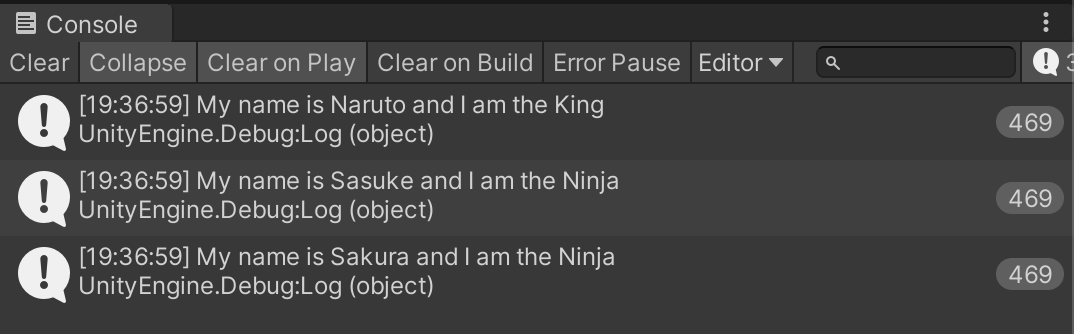 Console
Clear Collapse Clear on Play Clear on Build Error Pause Editor 3
[19:36:59] My name is Naruto and I am the King
UnityEngine.Debug:Log (object)
469
[19:36:59] My name is Sasuke and I am the Ninja
UnityEngine.Debug:Log (object)
469
[19:36:59] My name is Sakura and I am the Ninja
UnityEngine.Debug:Log (object)
469